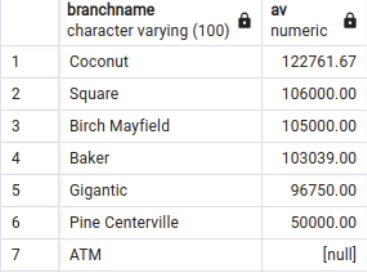 branchname av
character varying (100) numeric
1 Coconut 122761.67
2 Square 106000.00
3 Birch Mayfield 105000.00
4 Baker 103039.00
5 Gigantic 96750.00
6 Pine Centerville 50000.00
7 ATM [null]